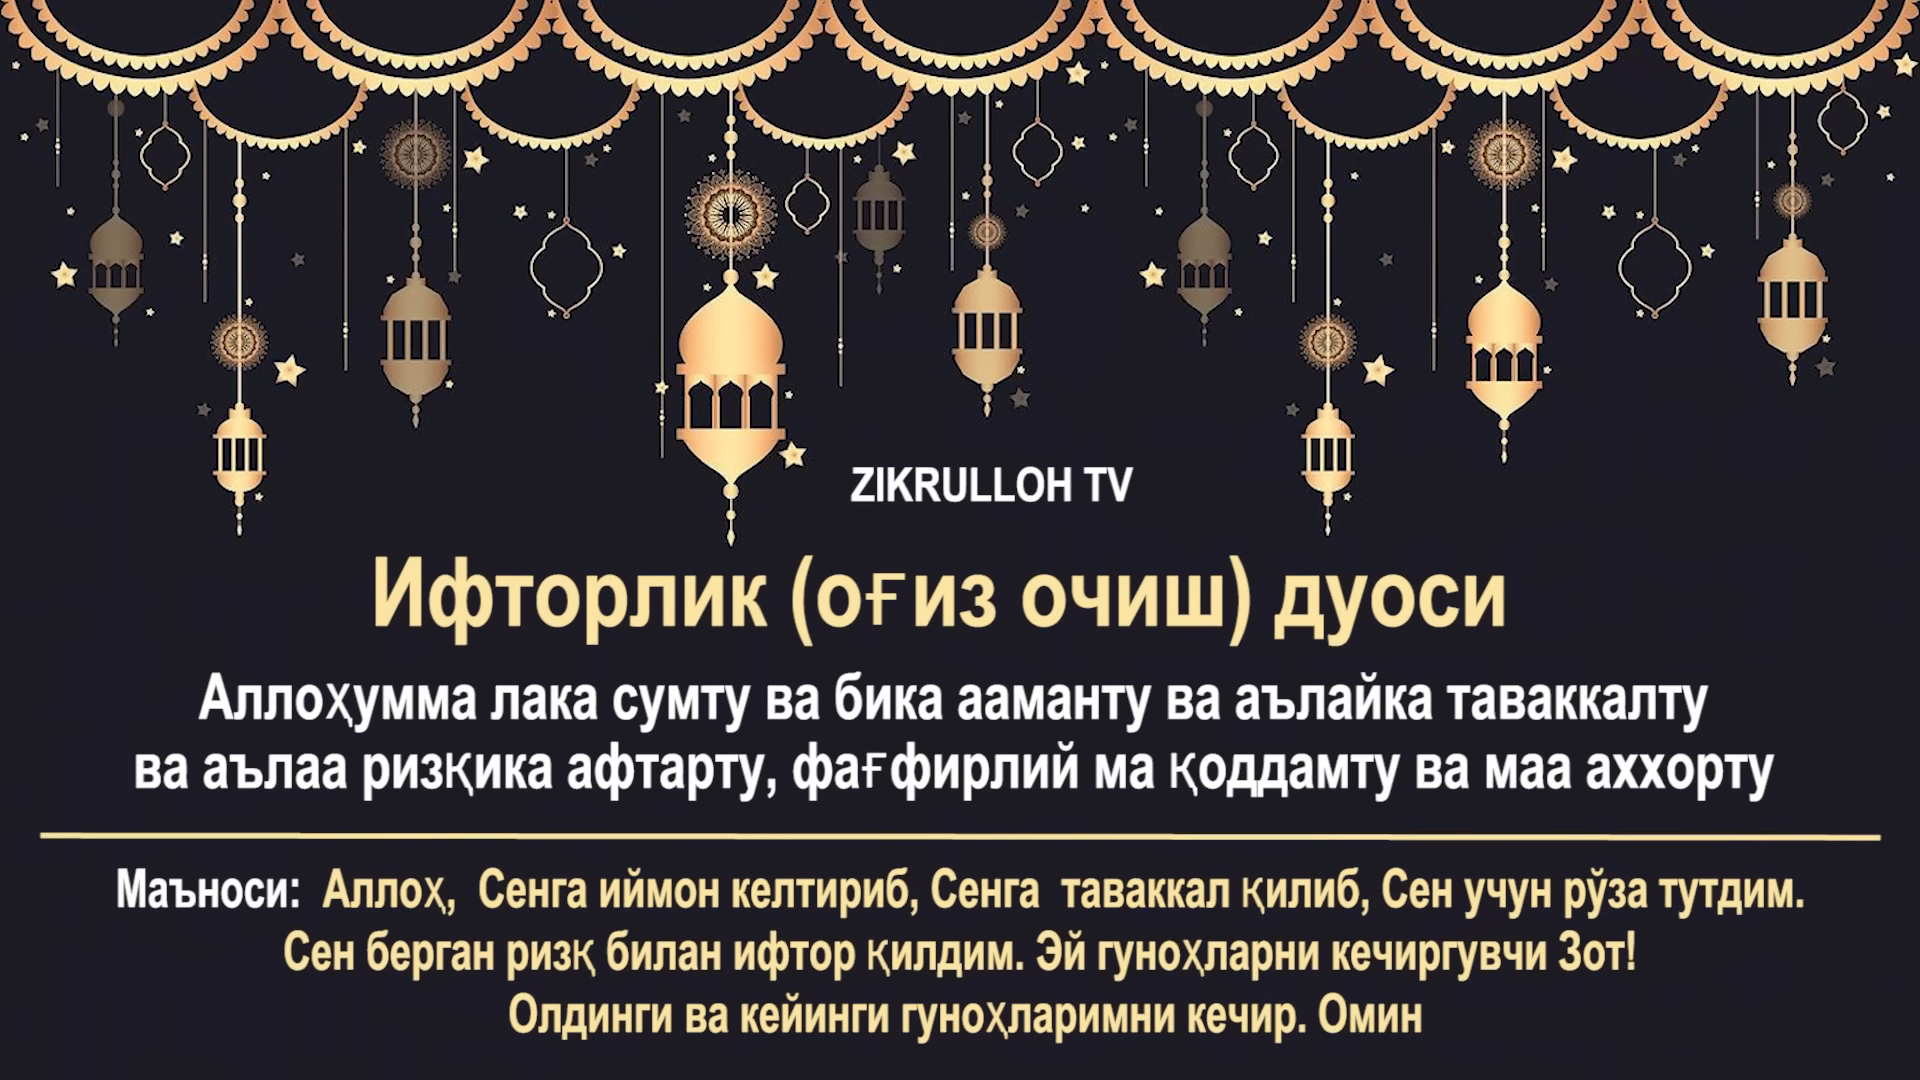 ZIKRULLOH TV
Ифторлик (оғиз очиш) дуоси
Аллоҳумма лака сумту ва бика ааманту ва аълайка таваккалту
ва аълаа ризқика афтарту, фағфирлий ма қоддамту ва маа аххорту
Маъноси: Аллоҳ, Сенга иймон келтириб, Сенга таваккал қилиб, Сен учун рўза тутдим.
Сен берган ризқ билан ифтор қилдим. Эй гуноҳларни кечиргувчи Зот!
Олдинги ва кейинги гуноҳларимни кечир. Омин